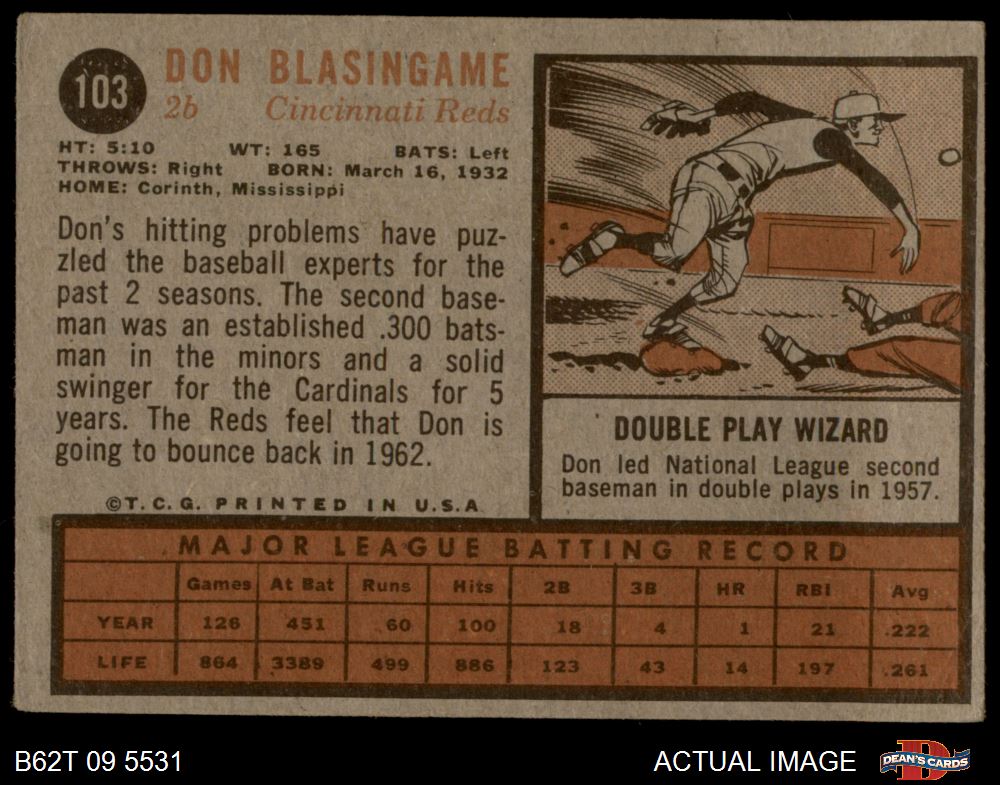 103
DON BLASINGAME
2b Cincinnati Reds
HT: 5:10 WT: 165 BATS: Left
THROWS: Right BORN: March 16, 1932
HOME: Corinth, Mississippi
Don's hitting problems have puz-
zled the baseball experts for the
past 2 seasons. The second base-
man was an established .300 bats-
man in the minors and a solid
swinger for the Cardinals for 5
years. The Reds feel that Don is
going to bounce back in 1962.
©T.C.G. PRINTED IN U.S.A
DOUBLE PLAY WIZARD
Don led National League second
baseman in double plays in 1957.
MAJOR LEAGUE BATTING RECORD
Games At Bat Runs Hits 2B 3B HR RBI Avg
YEAR 126 451 60 100 18 4 1 21 .222
LIFE 864 3389 499 886 123 43 14 197 .261
B62T 09 5531
ACTUAL IMAGE
D
DEAN'S CARDS